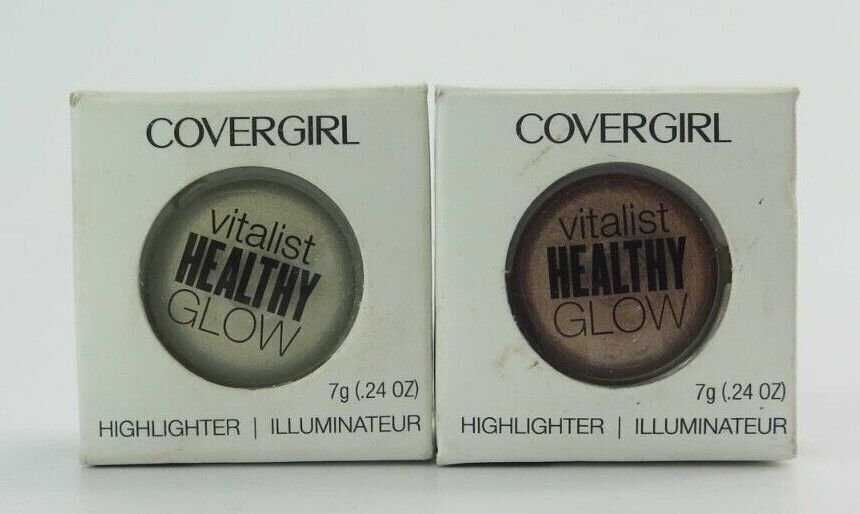 COVERGIRL
vitalist
HEALTHY
GLOW
7g (.24 OZ)
HIGHLIGHTER | ILLUMINATEUR
COVERGIRL
vitalist
HEALTHY
GLOW
7g (.24 OZ)
HIGHLIGHTER | ILLUMINATEUR